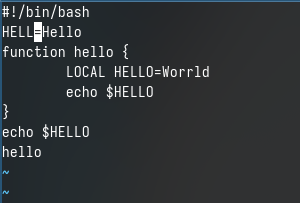 #!/bin/bash
HELL=Hello
function hello {
        LOCAL HELLO=Worrld
        echo $HELLO
}
echo $HELLO
hello
~
~